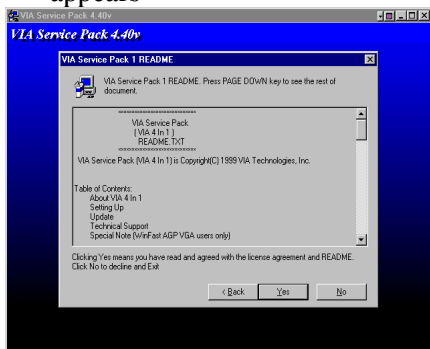 appears
VIA Service Pack 4.40v
VIA Service Pack 4.40v
VIA Service Pack 1 README
VIA Service Pack 1 README. Press PAGE DOWN key to see the rest of
document.
==========================
VIA Service Pack
( VIA 4 In 1 )
README.TXT
==========================
VIA Service Pack (VIA 4 In 1) is Copyright(C) 1999 VIA Technologies, Inc.
Table of Contents:
About VIA 4 In 1
Setting Up
Update
Technical Support
Special Note (WinFast AGP VGA users only)
Clicking Yes means you have read and agreed with the license agreement and README.
Click No to decline and Exit
< Back
Yes
No